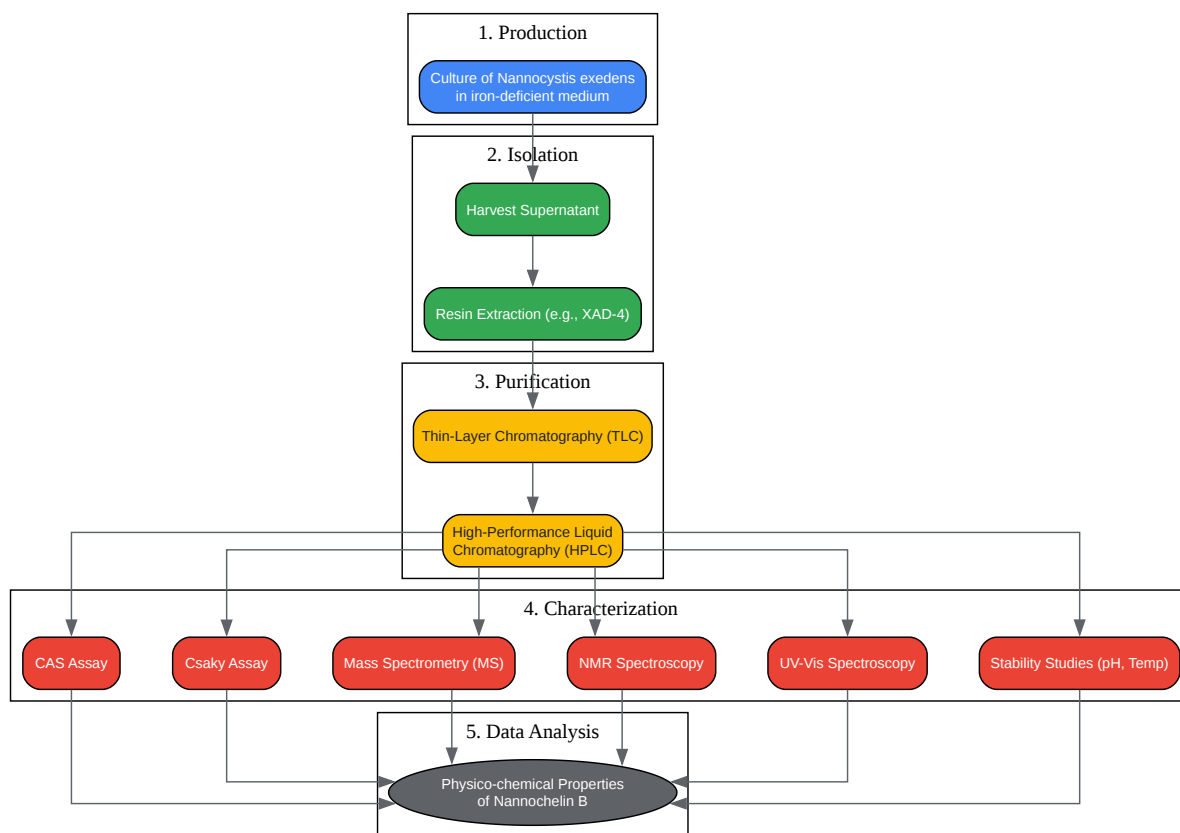 1. Production
Culture of Nannocystis exedens
in iron-deficient medium
2. Isolation
Harvest Supernatant
Resin Extraction (e.g., XAD-4)
3. Purification
Thin-Layer Chromatography (TLC)
High-Performance Liquid
Chromatography (HPLC)
4. Characterization
CAS Assay
Csaky Assay
Mass Spectrometry (MS)
NMR Spectroscopy
UV-Vis Spectroscopy
Stability Studies (pH, Temp)
5. Data Analysis
Physico-chemical Properties
of Nannochelin B